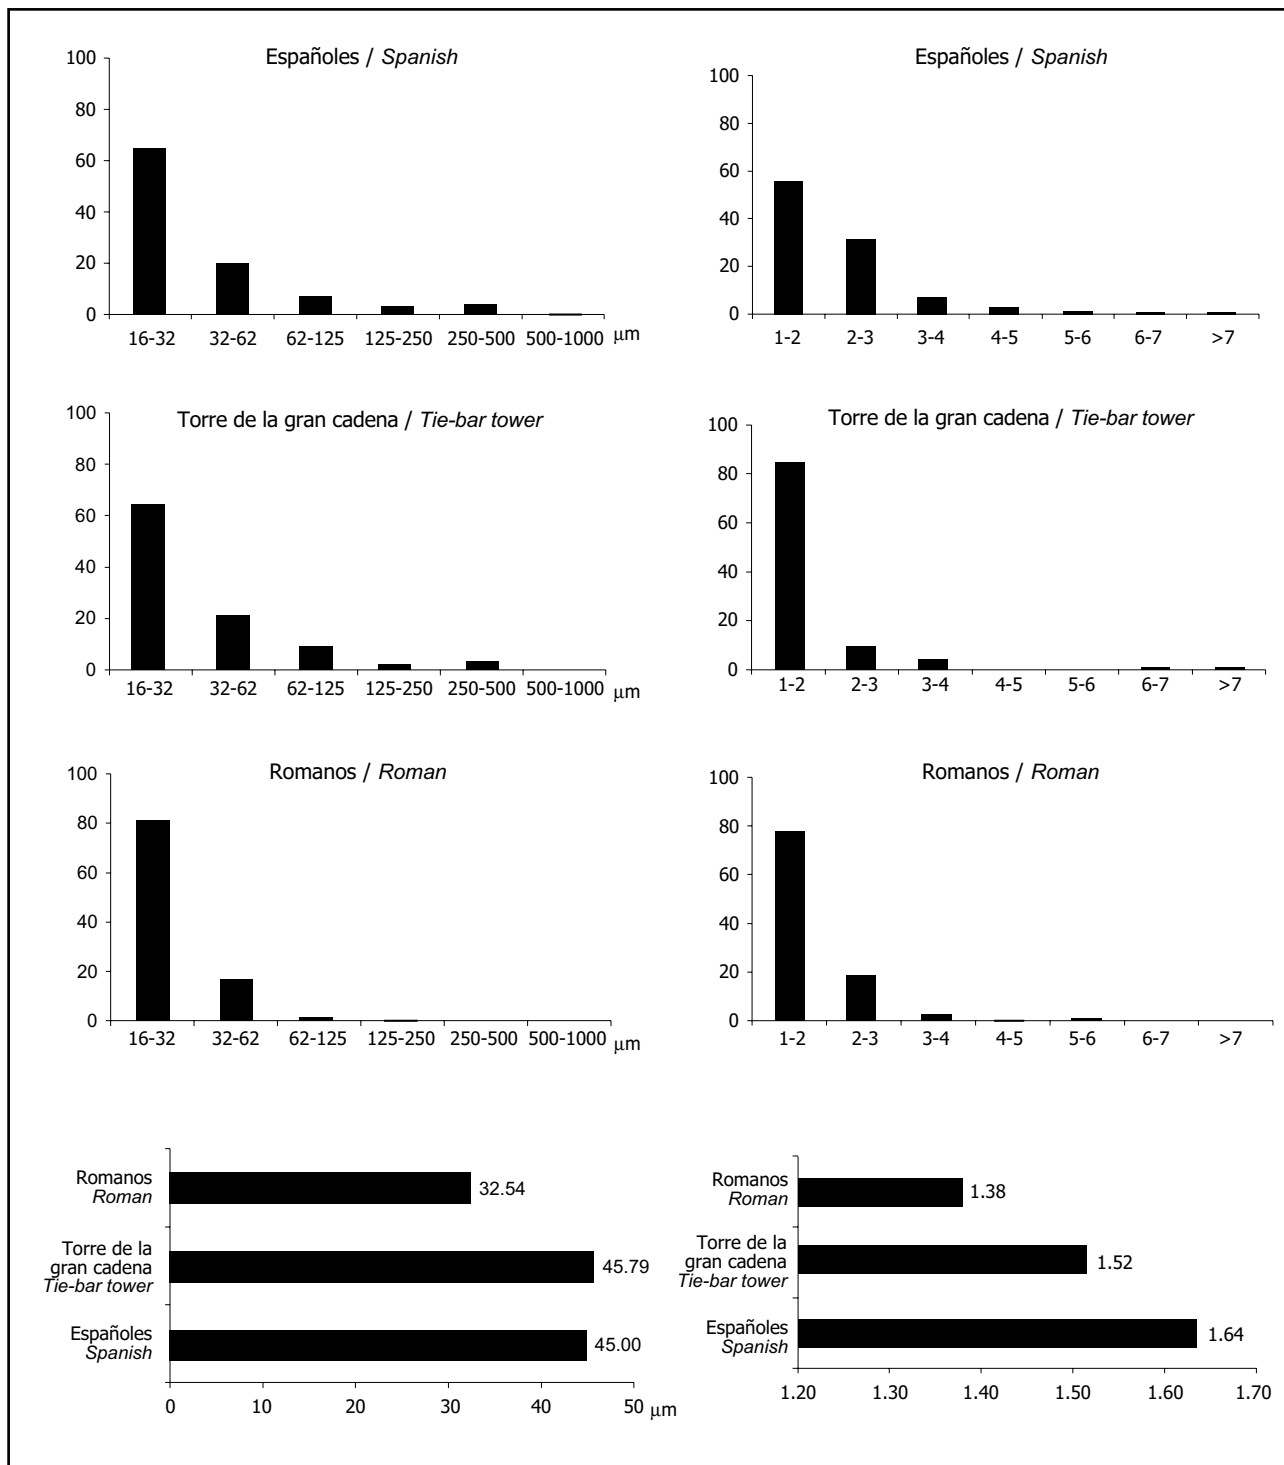 Españoles / Spanish
100
80
60
40
20
0
16-32 32-62 62-125 125-250 250-500 500-1000 μm
Españoles / Spanish
100
80
60
40
20
0
1-2 2-3 3-4 4-5 5-6 6-7 >7
Torre de la gran cadena / Tie-bar tower
100
80
60
40
20
0
16-32 32-62 62-125 125-250 250-500 500-1000 μm
Torre de la gran cadena / Tie-bar tower
100
80
60
40
20
0
1-2 2-3 3-4 4-5 5-6 6-7 >7
Romanos / Roman
100
80
60
40
20
0
16-32 32-62 62-125 125-250 250-500 500-1000 μm
Romanos / Roman
100
80
60
40
20
0
1-2 2-3 3-4 4-5 5-6 6-7 >7
Romanos
Roman
32.54
Torre de la
gran cadena
Tie-bar tower
45.79
Españoles
Spanish
45.00
0 10 20 30 40 50 μm
Romanos
Roman
1.38
Torre de la
gran cadena
Tie-bar tower
1.52
Españoles
Spanish
1.64
1.20 1.30 1.40 1.50 1.60 1.70